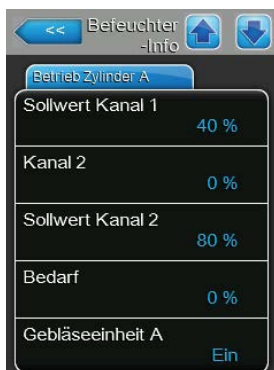 <<
Befeuchter
-Info
Betrieb Zylinder A
Sollwert Kanal 1
40 %
Kanal 2
0 %
Sollwert Kanal 2
80 %
Bedarf
0 %
Gebläseeinheit A
Ein